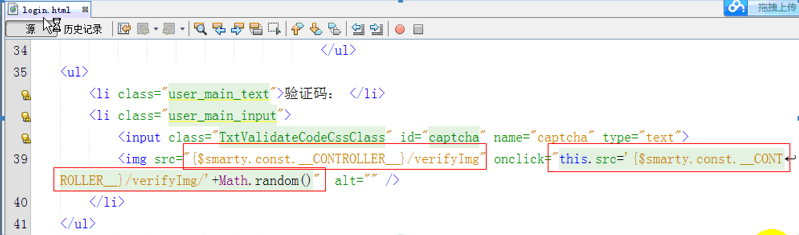 login.html
拖拽上传
源
历史记录
34 </ul>
35 <ul>
<li class="user_main_text">验证码： </li>
<li class="user_main_input">
<input class="TxtValidateCodeCssClass" id="captcha" name="captcha" type="text">
39 <img src="{$smarty.const.__CONTROLLER__}/verifyImg" onclick="this.src='{$smarty.const.__CONT
ROLLER__}/verifyImg/'+Math.random()" alt="" />
40 </li>
41 </ul>